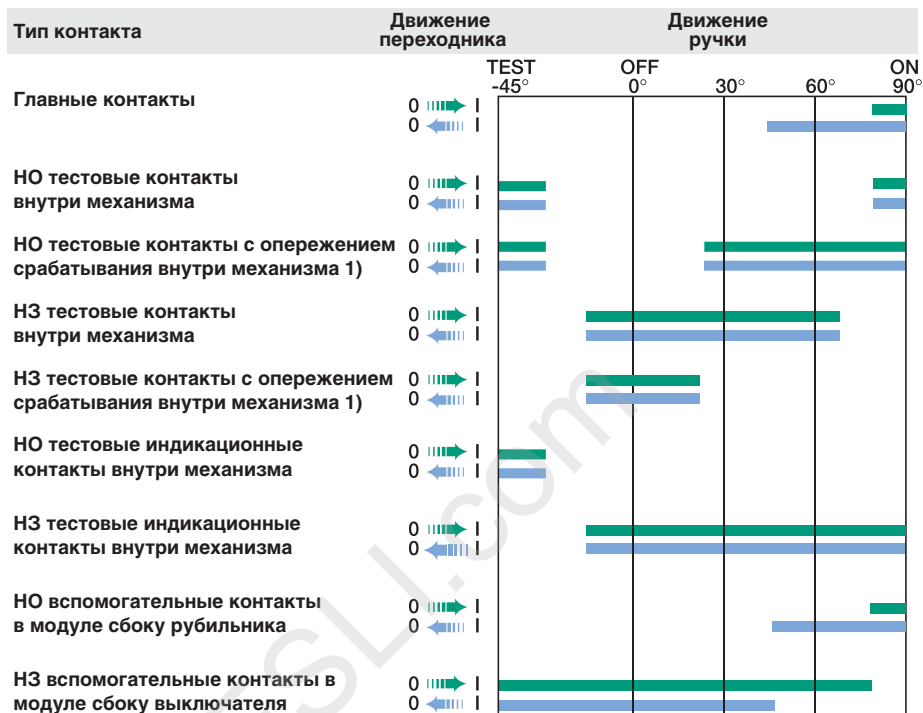 Тип контакта
Движение
переходника
Движение
ручки
TEST OFF ON
-45° 0° 30° 60° 90°
Главные контакты
0 I
0 I
НО тестовые контакты
внутри механизма
0 I
0 I
НО тестовые контакты с опережением
срабатывания внутри механизма 1)
0 I
0 I
НЗ тестовые контакты
внутри механизма
0 I
0 I
НЗ тестовые контакты с опережением
срабатывания внутри механизма 1)
0 I
0 I
НО тестовые индикационные
контакты внутри механизма
0 I
0 I
НЗ тестовые индикационные
контакты внутри механизма
0 I
0 I
НО вспомогательные контакты
в модуле сбоку рубильника
0 I
0 I
НЗ вспомогательные контакты в
модуле сбоку выключателя
0 I
0 I